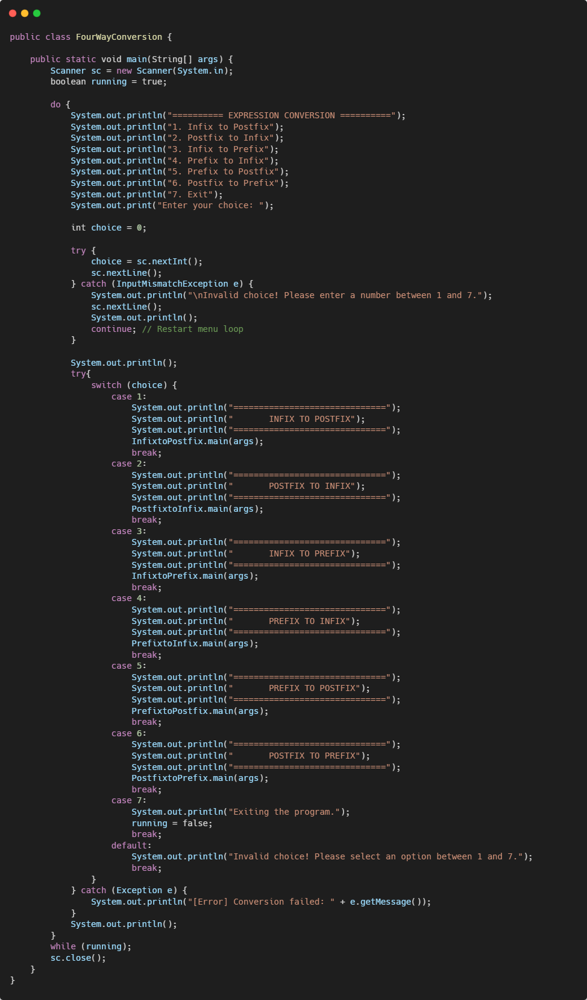 public class FourWayConversion {

    public static void main(String[] args) {
        Scanner sc = new Scanner(System.in);
        boolean running = true;

        do {
            System.out.println("========== EXPRESSION CONVERSION ==========");
            System.out.println("1. Infix to Postfix");
            System.out.println("2. Postfix to Infix");
            System.out.println("3. Infix to Prefix");
            System.out.println("4. Prefix to Infix");
            System.out.println("5. Prefix to Postfix");
            System.out.println("6. Postfix to Prefix");
            System.out.println("7. Exit");
            System.out.print("Enter your choice: ");

            int choice = 0;

            try {
                choice = sc.nextInt();
                sc.nextLine();
            } catch (InputMismatchException e) {
                System.out.println("\nInvalid choice! Please enter a number between 1 and 7.");
                sc.nextLine();
                System.out.println();
                continue; // Restart menu loop
            }

            System.out.println();
            try{
                switch (choice) {
                    case 1:
                        System.out.println("==============================");
                        System.out.println("       INFIX TO POSTFIX");
                        System.out.println("==============================");
                        InfixtoPostfix.main(args);
                        break;
                    case 2:
                        System.out.println("==============================");
                        System.out.println("       POSTFIX TO INFIX");
                        System.out.println("==============================");
                        PostfixtoInfix.main(args);
                        break;
                    case 3:
                        System.out.println("==============================");
                        System.out.println("       INFIX TO PREFIX");
                        System.out.println("==============================");
                        InfixtoPrefix.main(args);
                        break;
                    case 4:
                        System.out.println("==============================");
                        System.out.println("       PREFIX TO INFIX");
                        System.out.println("==============================");
                        PrefixtoInfix.main(args);
                        break;
                    case 5:
                        System.out.println("==============================");
                        System.out.println("       PREFIX TO POSTFIX");
                        System.out.println("==============================");
                        PrefixtoPostfix.main(args);
                        break;
                    case 6:
                        System.out.println("==============================");
                        System.out.println("       POSTFIX TO PREFIX");
                        System.out.println("==============================");
                        PostfixtoPrefix.main(args);
                        break;
                    case 7:
                        System.out.println("Exiting the program.");
                        running = false;
                        break;
                    default:
                        System.out.println("Invalid choice! Please select an option between 1 and 7.");
                        break;
                }
            } catch (Exception e) {
                System.out.println("[Error] Conversion failed: " + e.getMessage());
            }
            System.out.println();
        }
        while (running);
        sc.close();
    }
}